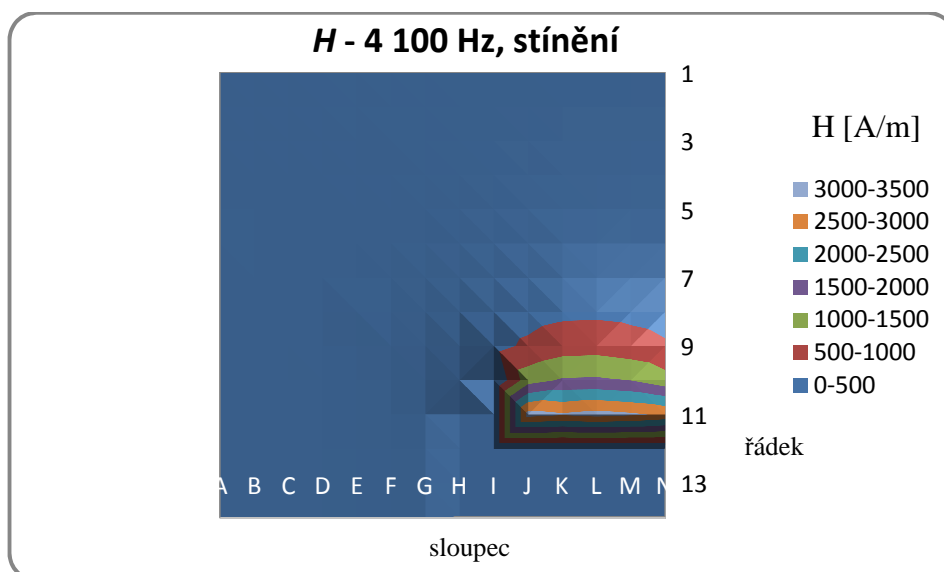 H - 4 100 Hz, stínění
1
3
5
7
9
11
13
H [A/m]
3000-3500
2500-3000
2000-2500
1500-2000
1000-1500
500-1000
0-500
řádek
A B C D E F G H I J K L M N
sloupec